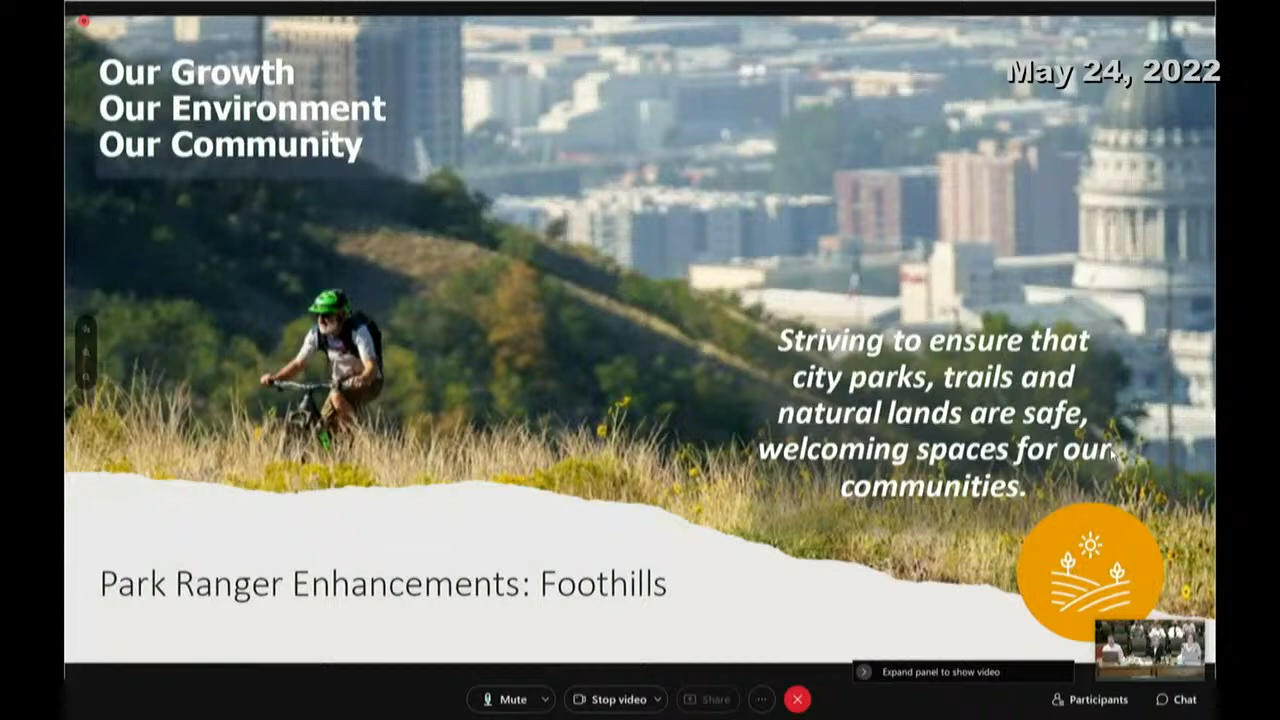 Our Growth
Our Environment
Our Community
May 24, 2022
Striving to ensure that
city parks, trails and
natural lands are safe,
welcoming spaces for our
communities.
Park Ranger Enhancements: Foothills
Expand panel to show video
Mute
Stop video
Share
Participants
Chat